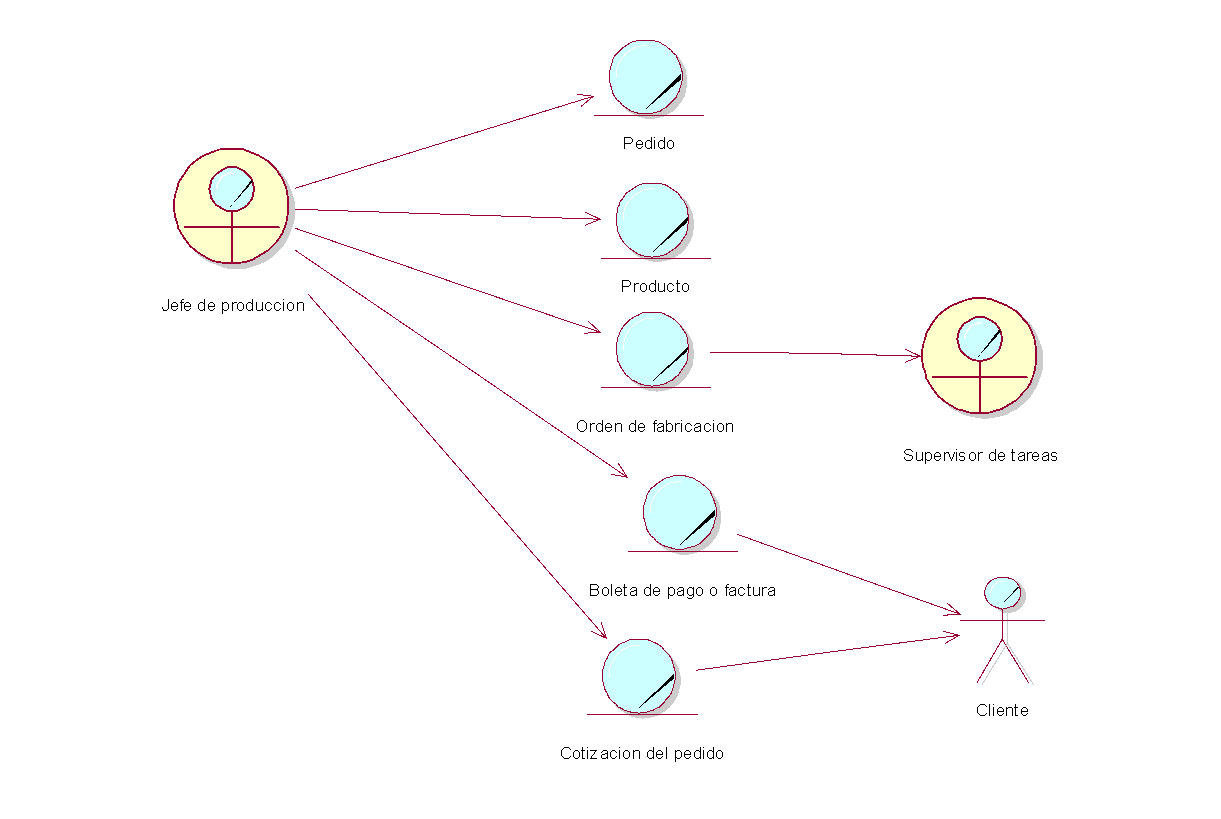 Pedido
Jefe de produccion
Producto
Orden de fabricacion
Supervisor de tareas
Boleta de pago o factura
Cliente
Cotizacion del pedido